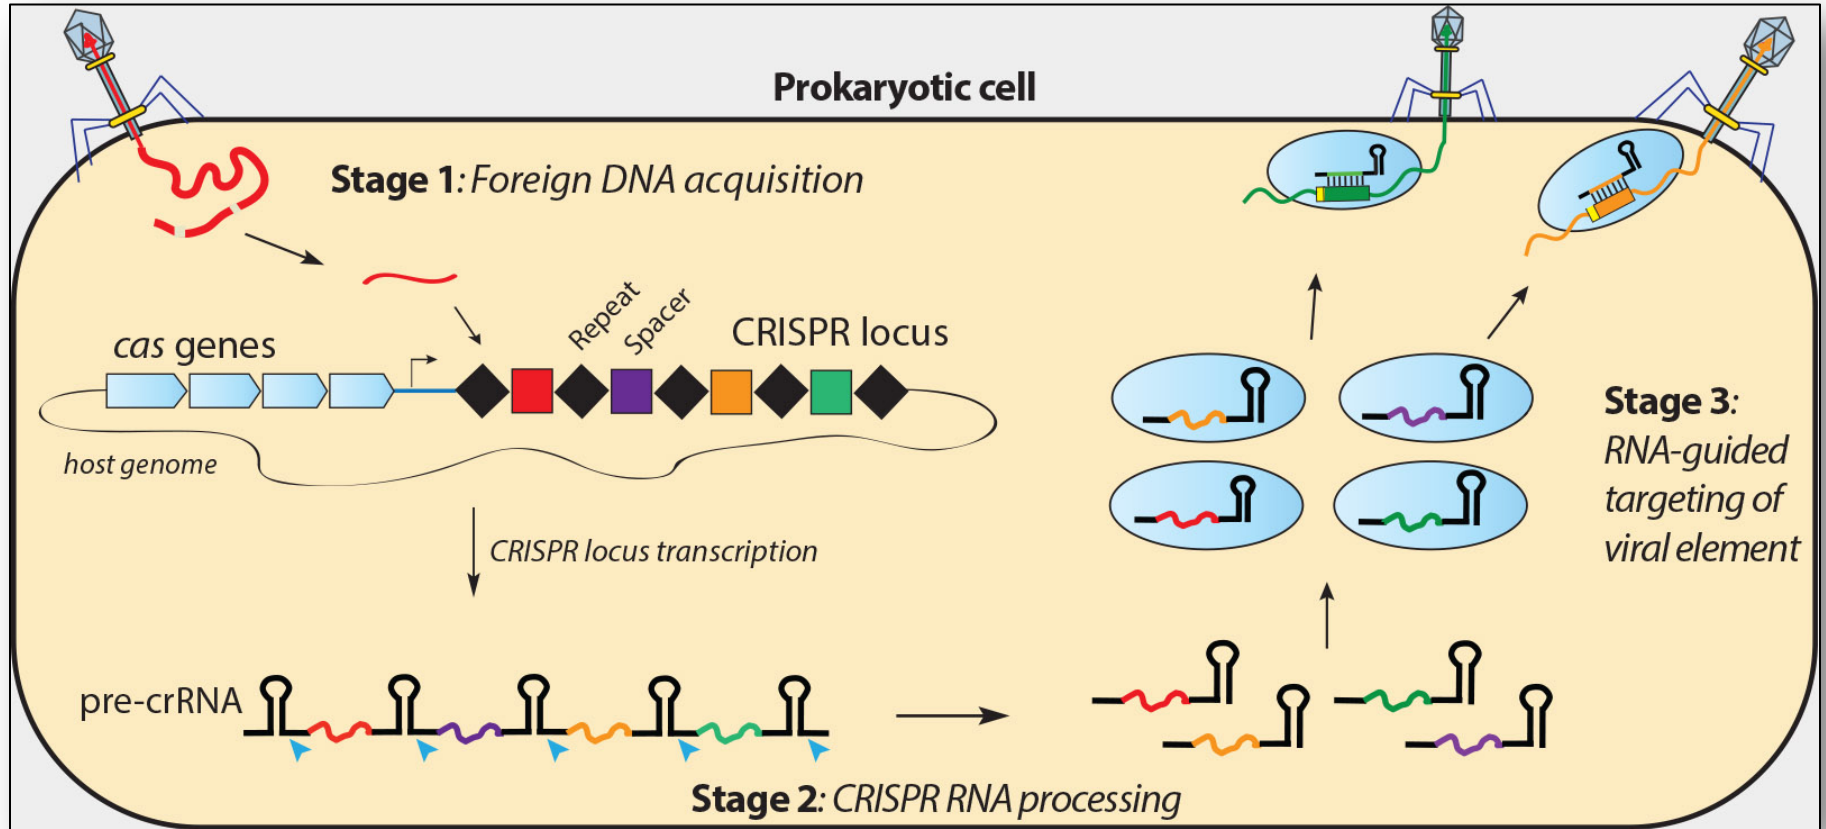 Prokaryotic cell
Stage 1: Foreign DNA acquisition
Repeat
Spacer
CRISPR locus
cas genes
host genome
CRISPR locus transcription
pre-crRNA
Stage 2: CRISPR RNA processing
Stage 3:
RNA-guided
targeting of
viral element